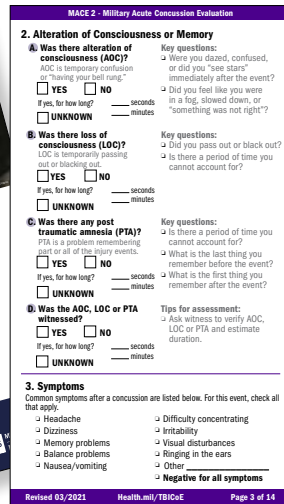 MACE 2 - Military Acute Concussion Evaluation
2. Alteration of Consciousness or Memory
A. Was there alteration of
consciousness (AOC)?
AOC is temporary confusion
or "having your bell rung."
YES NO
If yes, for how long? ____ seconds
____ minutes
UNKNOWN
Key questions:
Were you dazed, confused,
or did you "see stars"
immediately after the event?
Did you feel like you were
in a fog, slowed down, or
"something was not right"?
B. Was there loss of
consciousness (LOC)?
LOC is temporarily passing
out or blacking out.
YES NO
If yes, for how long? ____ seconds
____ minutes
UNKNOWN
Key questions:
Did you pass out or black out?
Is there a period of time you
cannot account for?
C. Was there any post
traumatic amnesia (PTA)?
PTA is a problem remembering
part or all of the injury events.
YES NO
If yes, for how long? ____ seconds
____ minutes
UNKNOWN
Key questions:
Is there a period of time you
cannot account for?
What is the last thing you
remember before the event?
What is the first thing you
remember after the event?
D. Was the AOC, LOC or PTA
witnessed?
YES NO
If yes, for how long? ____ seconds
____ minutes
UNKNOWN
Tips for assessment:
Ask witness to verify AOC,
LOC or PTA and estimate
duration.
3. Symptoms
Common symptoms after a concussion are listed below. For this event, check all
that apply.
Headache
Dizziness
Memory problems
Balance problems
Nausea/vomiting
Difficulty concentrating
Irritability
Visual disturbances
Ringing in the ears
Other ____
Negative for all symptoms
Revised 03/2021 Health.mil/TBICoE Page 3 of 14